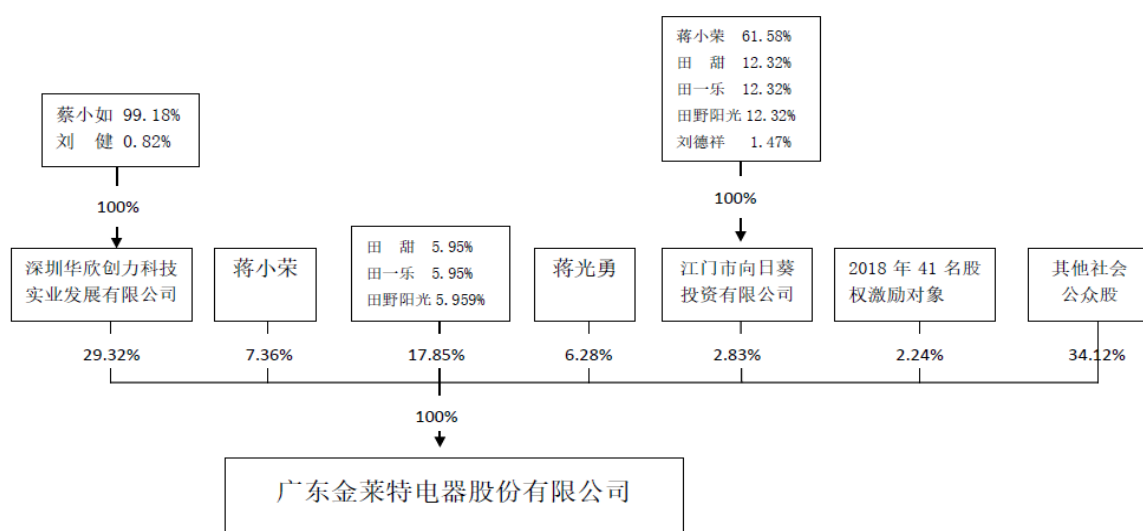 蒋小荣 61.58%
田 甜 12.32%
田一乐 12.32%
田野阳光 12.32%
刘德祥 1.47%
蔡小如 99.18%
刘 健 0.82%
100%
100%
深圳华欣创力科技
实业发展有限公司
蒋小荣
田 甜 5.95%
田一乐 5.95%
田野阳光 5.959%
蒋光勇
江门市向日葵
投资有限公司
2018 年 41 名股
权激励对象
其他社会
公众股
29.32%
7.36%
17.85%
6.28%
2.83%
2.24%
34.12%
100%
广东金莱特电器股份有限公司